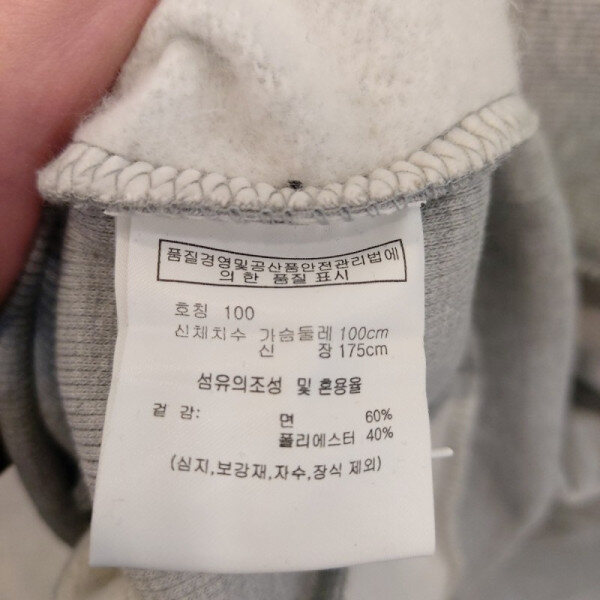 품질경영및공산품안전관리법에
의 한 품질 표시
호칭 100
신체치수 가슴둘레 100cm
신 장 175cm
섬유의조성 및 혼용율
겉 감: 면 60%
폴리에스터 40%
(심지,보강재,자수,장식 제외)